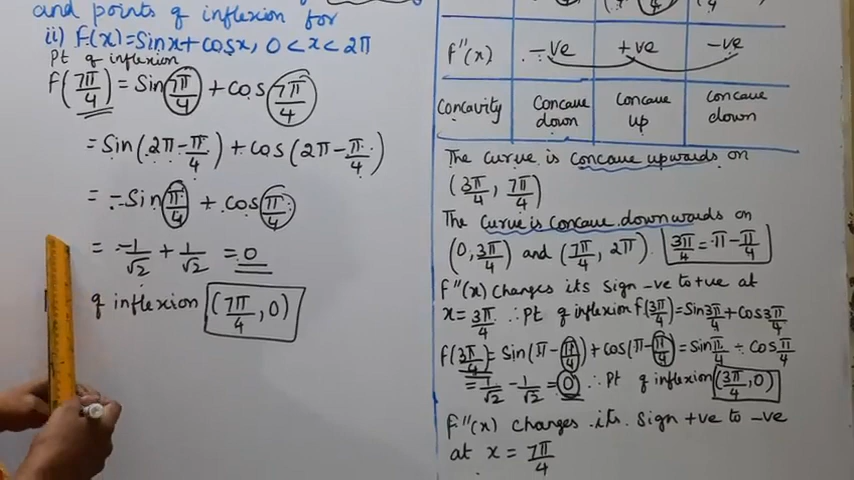 and points of inflexion for
ii) f(x)=Sinx+cosx, 0<x<2π
Pt of inflexion
f(7π/4) = Sin 7π/4 + cos 7π/4
= Sin(2π-π/4) + cos(2π-π/4)
= -Sin π/4 + cos π/4
= -1/√2 + 1/√2 = 0
of inflexion (7π/4, 0)
f''(x) -ve +ve -ve
Concavity Concave down Concave up Concave down
The curve is concave upwards on
(3π/4, 7π/4)
The curve is concave downwards on
(0, 3π/4) and (7π/4, 2π). 3π/4 = π-π/4
f''(x) changes its sign -ve to +ve at
x = 3π/4 ∴ Pt of inflexion f(3π/4) = Sin 3π/4 + cos 3π/4
f(3π/4) = Sin(π-π/4) + cos(π-π/4) = Sin π/4 - cos π/4
= 1/√2 - 1/√2 = 0 ∴ Pt of inflexion (3π/4, 0)
f''(x) changes its sign +ve to -ve
at x = 7π/4